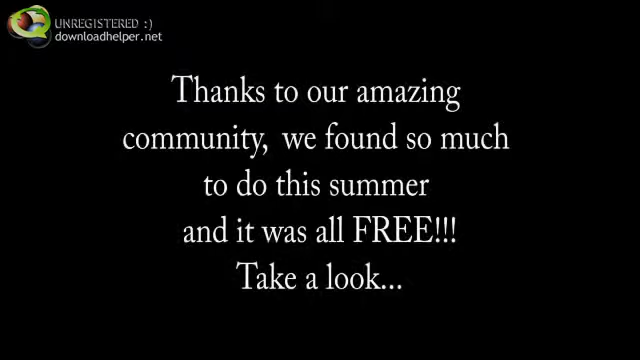 UNREGISTERED :)
downloadhelper.net
Thanks to our amazing
community, we found so much
to do this summer
and it was all FREE!!!
Take a look...